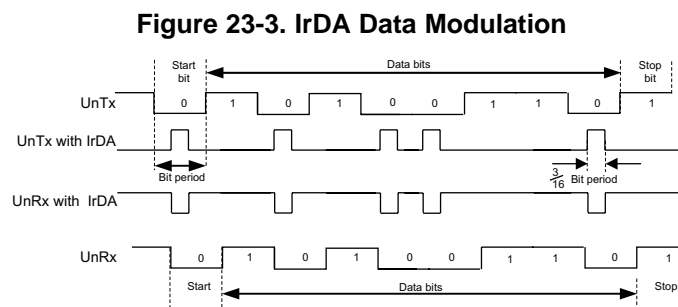 Figure 23-3. IrDA Data Modulation
Start bit
Data bits
Stop bit
UnTx
0 1 0 1 0 0 1 1 0 1
UnTx with IrDA
Bit period
3/16 Bit period
UnRx with IrDA
UnRx
0 1 0 1 0 0 1 1 0 1
Start
Data bits
Stop